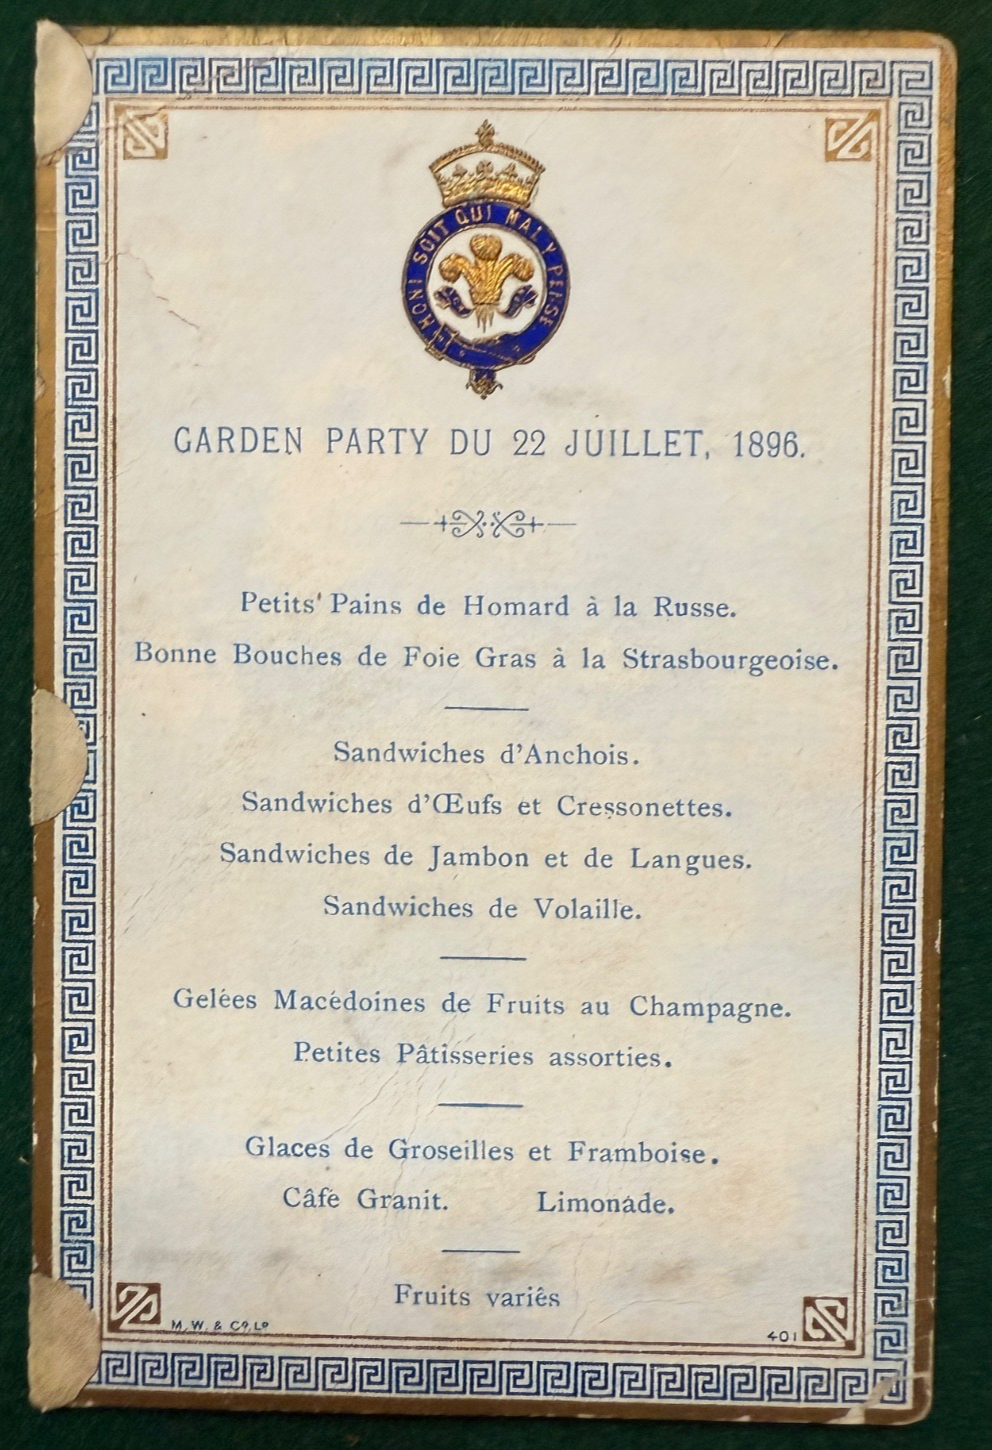 HONI SOIT QUI MAL Y PENSE
GARDEN PARTY DU 22 JUILLET, 1896.
Petits' Pains de Homard à la Russe.
Bonne Bouches de Foie Gras à la Strasbourgeoise.
Sandwiches d'Anchois.
Sandwiches d'Œufs et Cressonettes.
Sandwiches de Jambon et de Langues.
Sandwiches de Volaille.
Gelées Macédoines de Fruits au Champagne.
Petites Pâtisseries assorties.
Glaces de Groseilles et Framboise.
Câfé Granit. Limonade.
Fruits variês
M. W. & Co. Ld
401